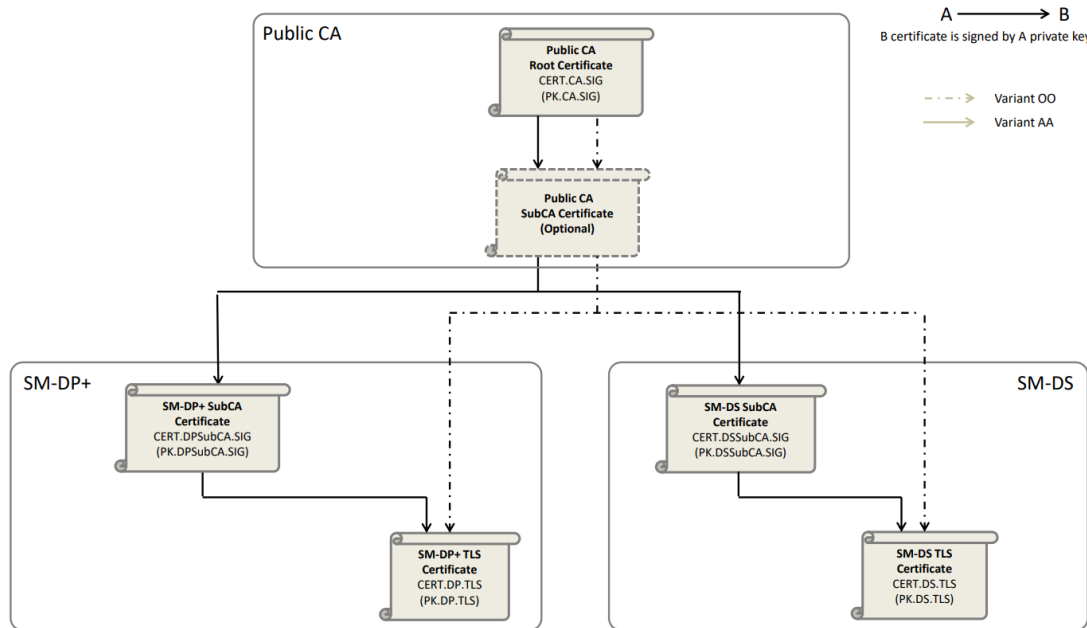 Public CA
Public CA
Root Certificate
CERT.CA.SIG
(PK.CA.SIG)
A B
B certificate is signed by A private key
Variant OO
Variant AA
Public CA
SubCA Certificate
(Optional)
SM-DP+
SM-DP+ SubCA
Certificate
CERT.DPSubCA.SIG
(PK.DPSubCA.SIG)
SM-DP+ TLS
Certificate
CERT.DP.TLS
(PK.DP.TLS)
SM-DS
SM-DS SubCA
Certificate
CERT.DSSubCA.SIG
(PK.DSSubCA.SIG)
SM-DS TLS
Certificate
CERT.DS.TLS
(PK.DS.TLS)